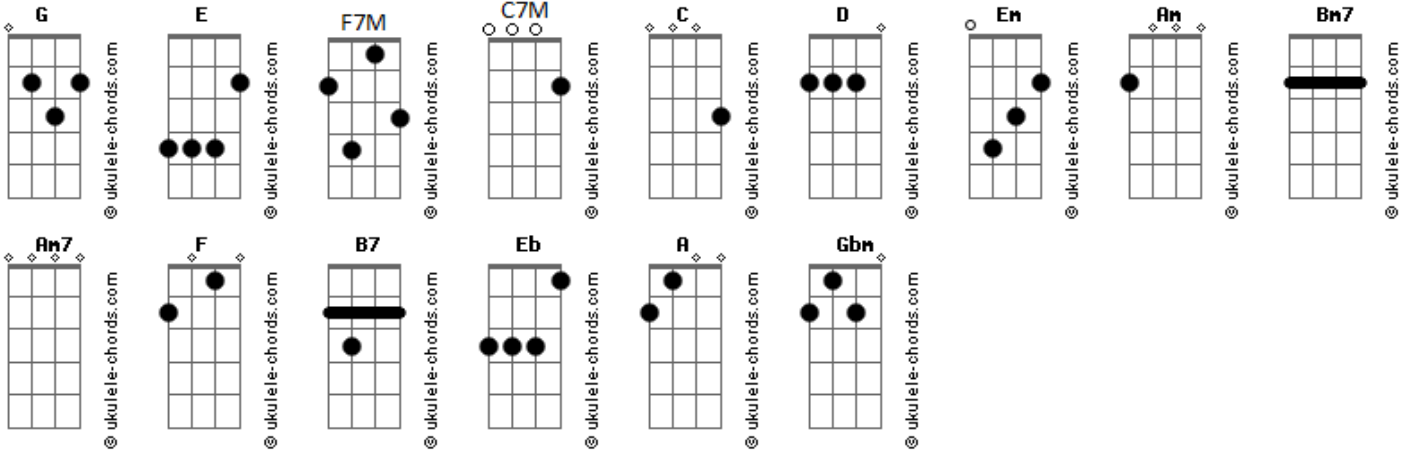 G E F7M C7M C D Em Am Bm7
© ukulele-chords.com © ukulele-chords.com © ukulele-chords.com © ukulele-chords.com © ukulele-chords.com © ukulele-chords.com © ukulele-chords.com © ukulele-chords.com © ukulele-chords.com
Am7 F B7 Eb A Gbm
© ukulele-chords.com © ukulele-chords.com © ukulele-chords.com © ukulele-chords.com © ukulele-chords.com © ukulele-chords.com